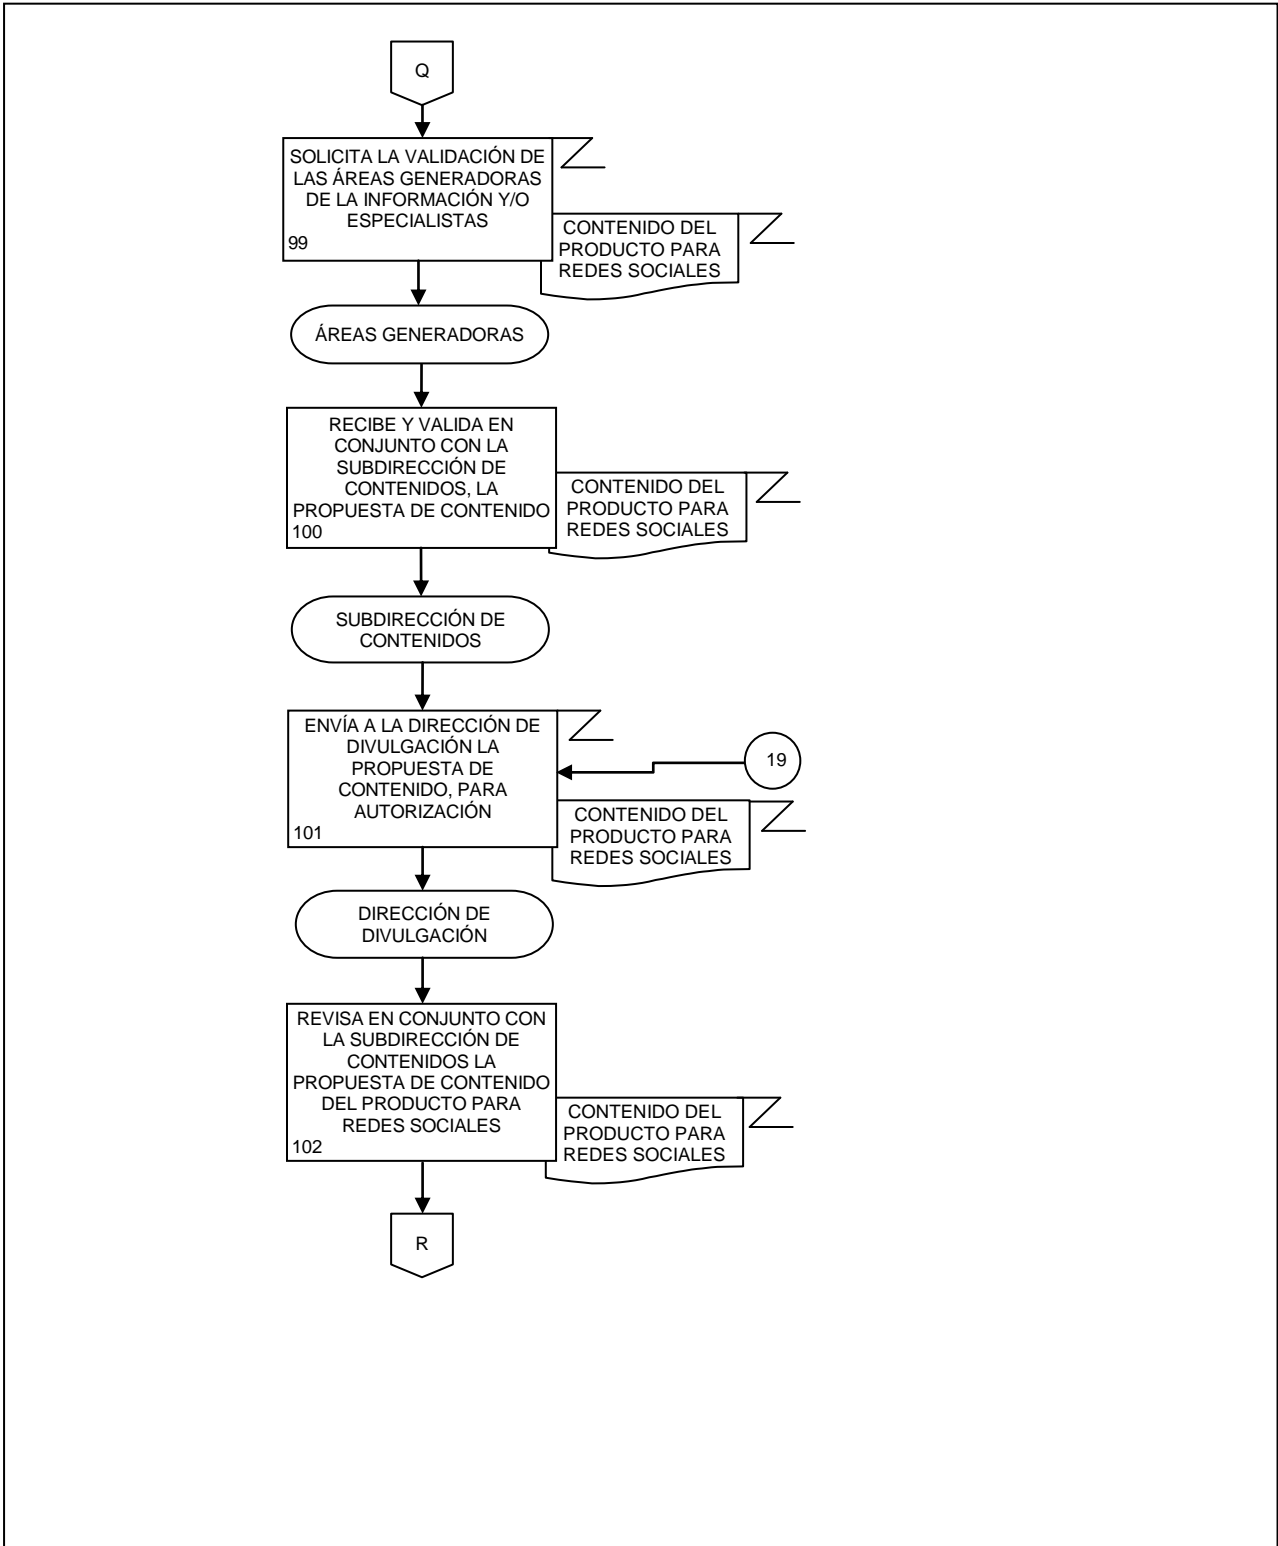 Q
SOLICITA LA VALIDACIÓN DE
LAS ÁREAS GENERADORAS
DE LA INFORMACIÓN Y/O
ESPECIALISTAS
99
CONTENIDO DEL
PRODUCTO PARA
REDES SOCIALES
ÁREAS GENERADORAS
RECIBE Y VALIDA EN
CONJUNTO CON LA
SUBDIRECCIÓN DE
CONTENIDOS, LA
PROPUESTA DE CONTENIDO
100
CONTENIDO DEL
PRODUCTO PARA
REDES SOCIALES
SUBDIRECCIÓN DE
CONTENIDOS
ENVÍA A LA DIRECCIÓN DE
DIVULGACIÓN LA
PROPUESTA DE
CONTENIDO, PARA
AUTORIZACIÓN
101
19
CONTENIDO DEL
PRODUCTO PARA
REDES SOCIALES
DIRECCIÓN DE
DIVULGACIÓN
REVISA EN CONJUNTO CON
LA SUBDIRECCIÓN DE
CONTENIDOS LA
PROPUESTA DE CONTENIDO
DEL PRODUCTO PARA
REDES SOCIALES
102
CONTENIDO DEL
PRODUCTO PARA
REDES SOCIALES
R